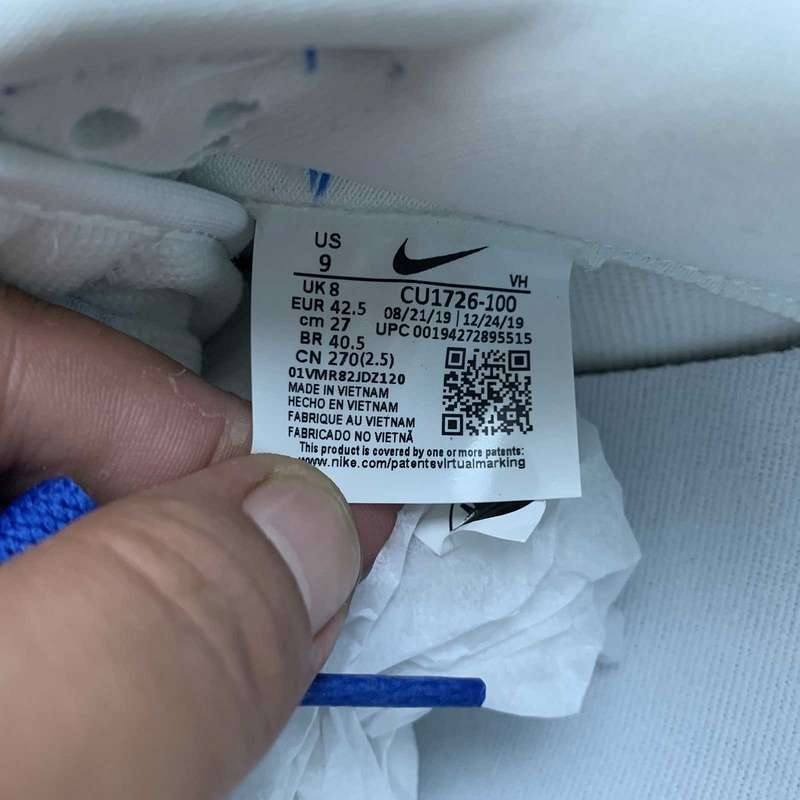 US
9
VH
UK 8
CU1726-100
EUR 42.5
08/21/19 | 12/24/19
cm 27
UPC 00194272895515
BR 40.5
CN 270(2.5)
01VMR82JDZ120
MADE IN VIETNAM
HECHO EN VIETNAM
FABRIQUE AU VIETNAM
FABRICADO NO VIETNÃ
This product is covered by one or more patents:
www.nike.com/patentsvirtualmarking